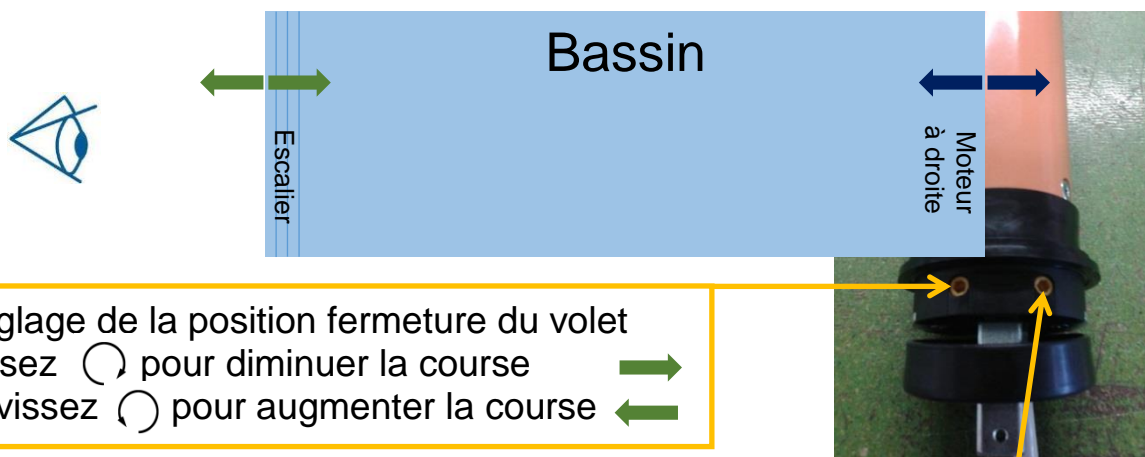 Bassin
Escalier
Moteur
à droite
glage de la position fermeture du volet
sez pour diminuer la course
vissez pour augmenter la course